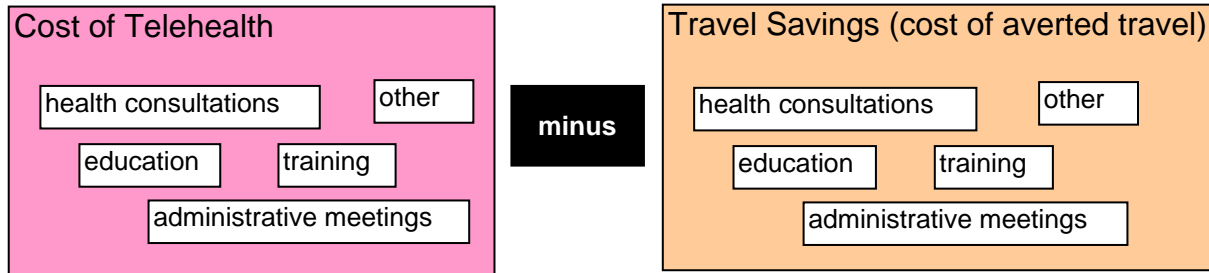 Cost of Telehealth
health consultations
other
education
training
administrative meetings
minus
Travel Savings (cost of averted travel)
health consultations
other
education
training
administrative meetings